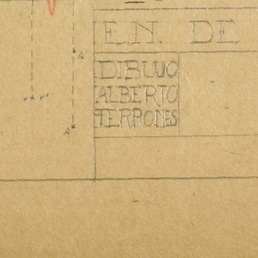 E.N. DE
DIBUJO
ALBERTO
TERRONES